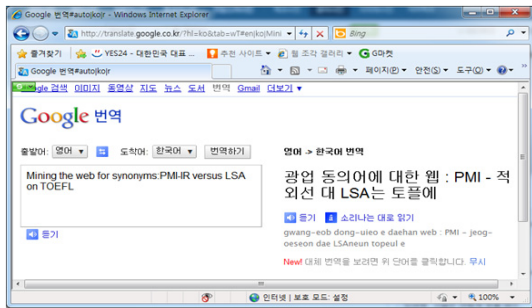 Google 번역#auto|ko|r - Windows Internet Explorer
http://translate.google.co.kr/?hl=ko&tab=wT#en|ko|Mini
Bing
즐겨찾기 YES24 - 대한민국 대표 ... 추천 사이트 웹 조각 갤러리 G마켓
Google 번역#auto|ko|r
페이지(P) 안전(S) 도구(O)
검색 이미지 동영상 지도 뉴스 도서 번역 Gmail 더보기 ▼
Google 번역
출발어: 영어 도착어: 한국어 번역하기
영어 -> 한국어 번역
Mining the web for synonyms:PMI-IR versus LSA
on TOEFL
광업 동의어에 대한 웹 : PMI - 적
외선 대 LSA는 토플에
듣기 소리나는 대로 읽기
gwang-eob dong-uieo e daehan web : PMI - jeog-
oeseon dae LSAneun topeul e
듣기
New! 대체 번역을 보려면 위 단어를 클릭합니다. 무시
인터넷 | 보호 모드: 설정
100%